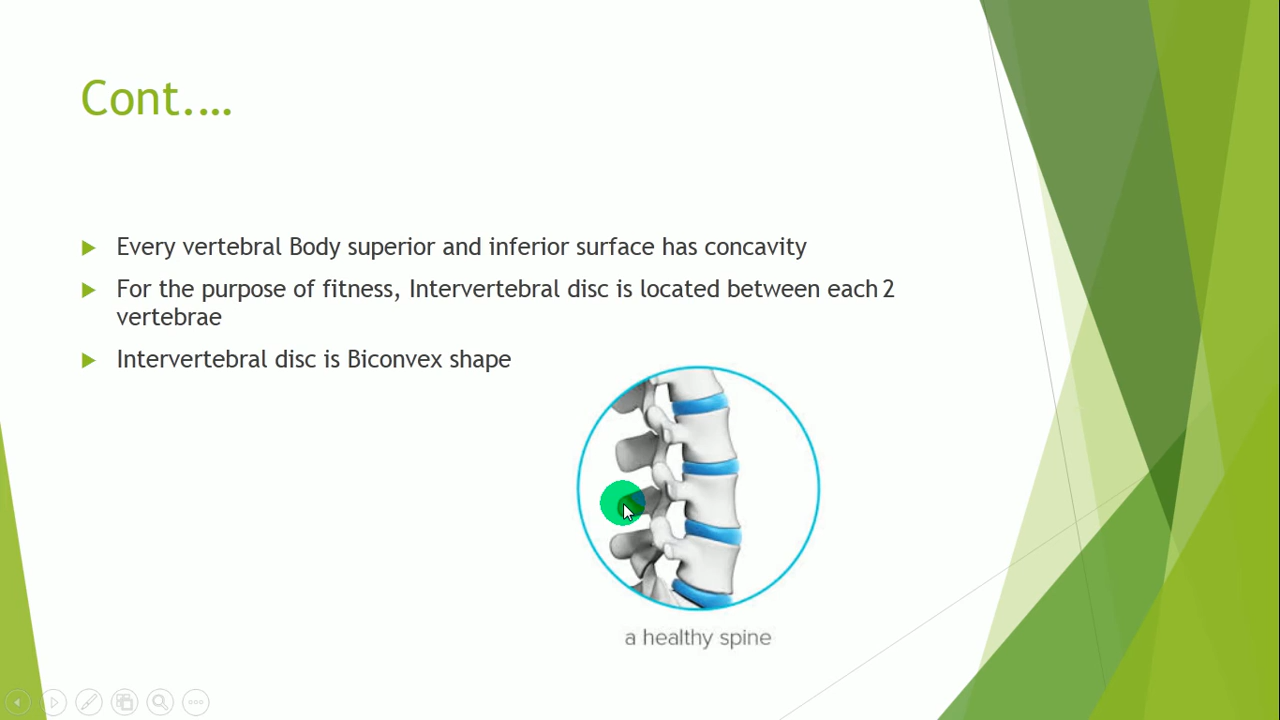 Cont.…
Every vertebral Body superior and inferior surface has concavity
For the purpose of fitness, Intervertebral disc is located between each 2
vertebrae
Intervertebral disc is Biconvex shape
a healthy spine